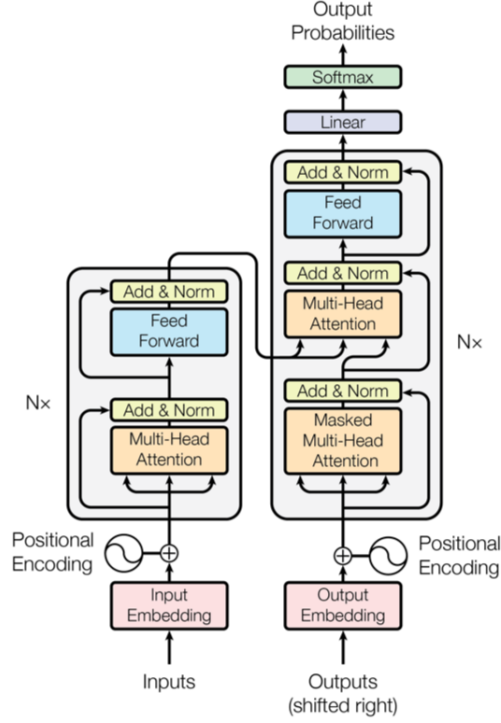 Output
Probabilities
Softmax
Linear
Add & Norm
Feed
Forward
Add & Norm
Multi-Head
Attention
N×
Add & Norm
Masked
Multi-Head
Attention
Add & Norm
Feed
Forward
N×
Add & Norm
Multi-Head
Attention
Positional
Encoding
Positional
Encoding
Input
Embedding
Output
Embedding
Inputs
Outputs
(shifted right)